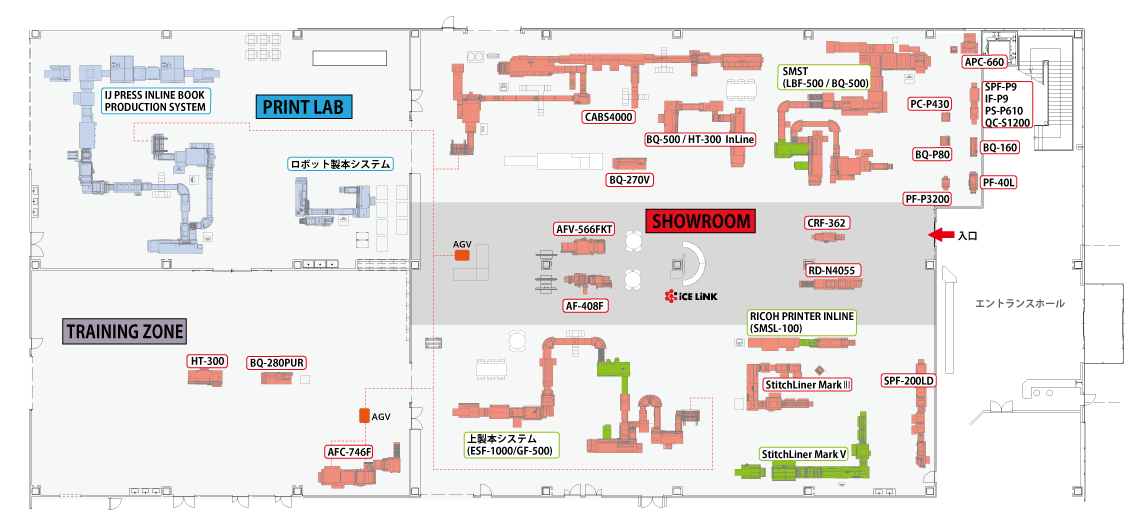 IJ PRESS INLINE BOOK
PRODUCTION SYSTEM
PRINT LAB
ロボット製本システム
CABS4000
BQ-500 / HT-300 InLine
BQ-270V
SMST
(LBF-500 / BQ-500)
APC-660
SPF-P9
IF-P9
PS-P610
QC-S1200
PC-P430
BQ-P80
BQ-160
PF-40L
PF-P3200
SHOWROOM
AFV-566FKT
CRF-362
入口
AGV
AF-408F
iCE LiNK
RD-N4055
エントランスホール
TRAINING ZONE
HT-300
BQ-280PUR
AGV
AFC-746F
RICOH PRINTER INLINE
(SMSL-100)
StitchLiner MarkⅢ
SPF-200LD
上製本システム
(ESF-1000/GF-500)
StitchLiner Mark V